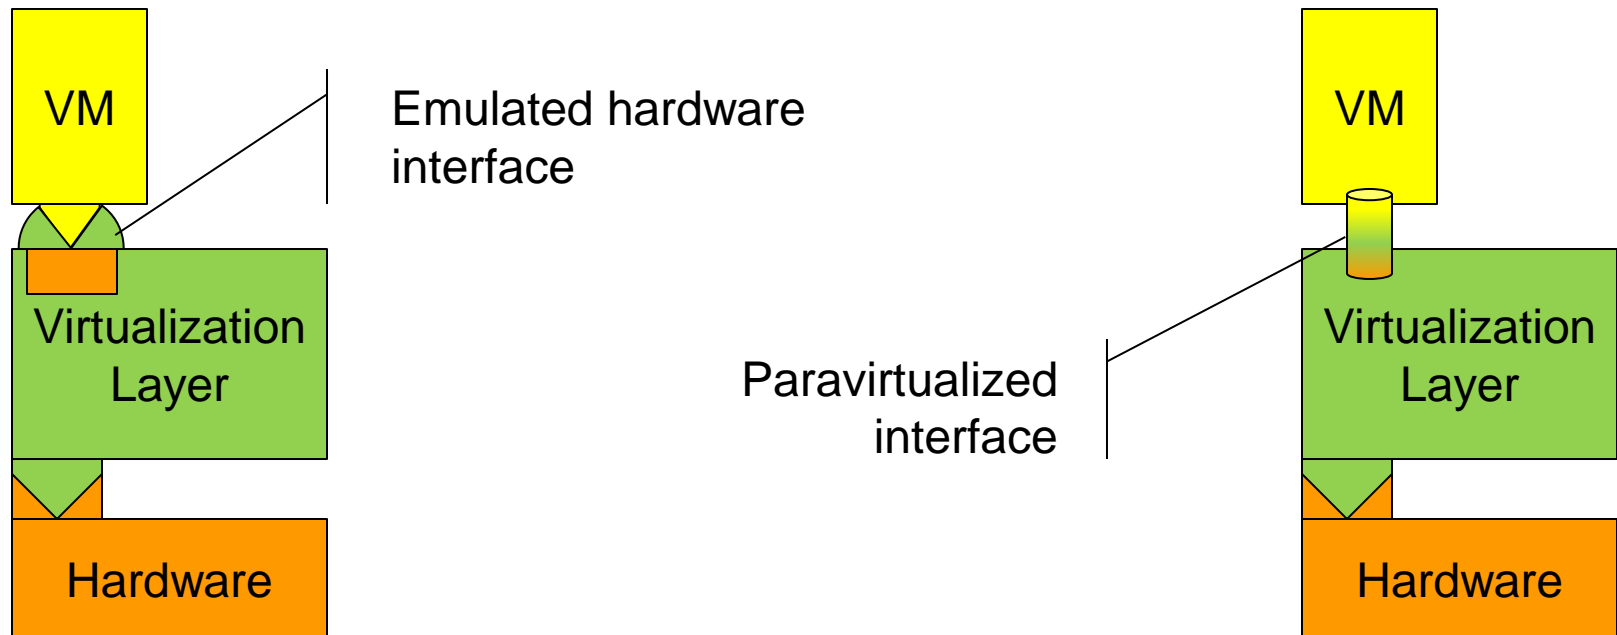 VM
Emulated hardware
interface
Virtualization
Layer
Hardware
VM
Paravirtualized
interface
Virtualization
Layer
Hardware